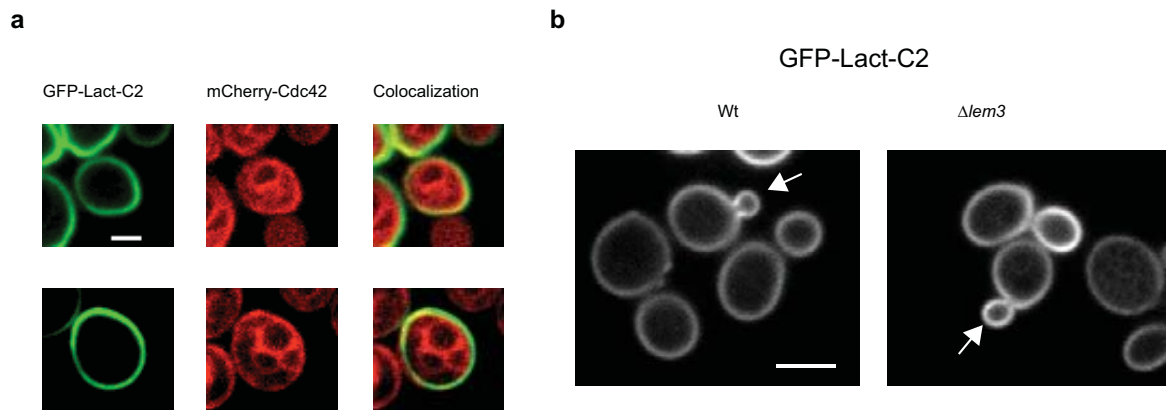 a
GFP-Lact-C2 mCherry-Cdc42 Colocalization
b
GFP-Lact-C2
Wt Δlem3